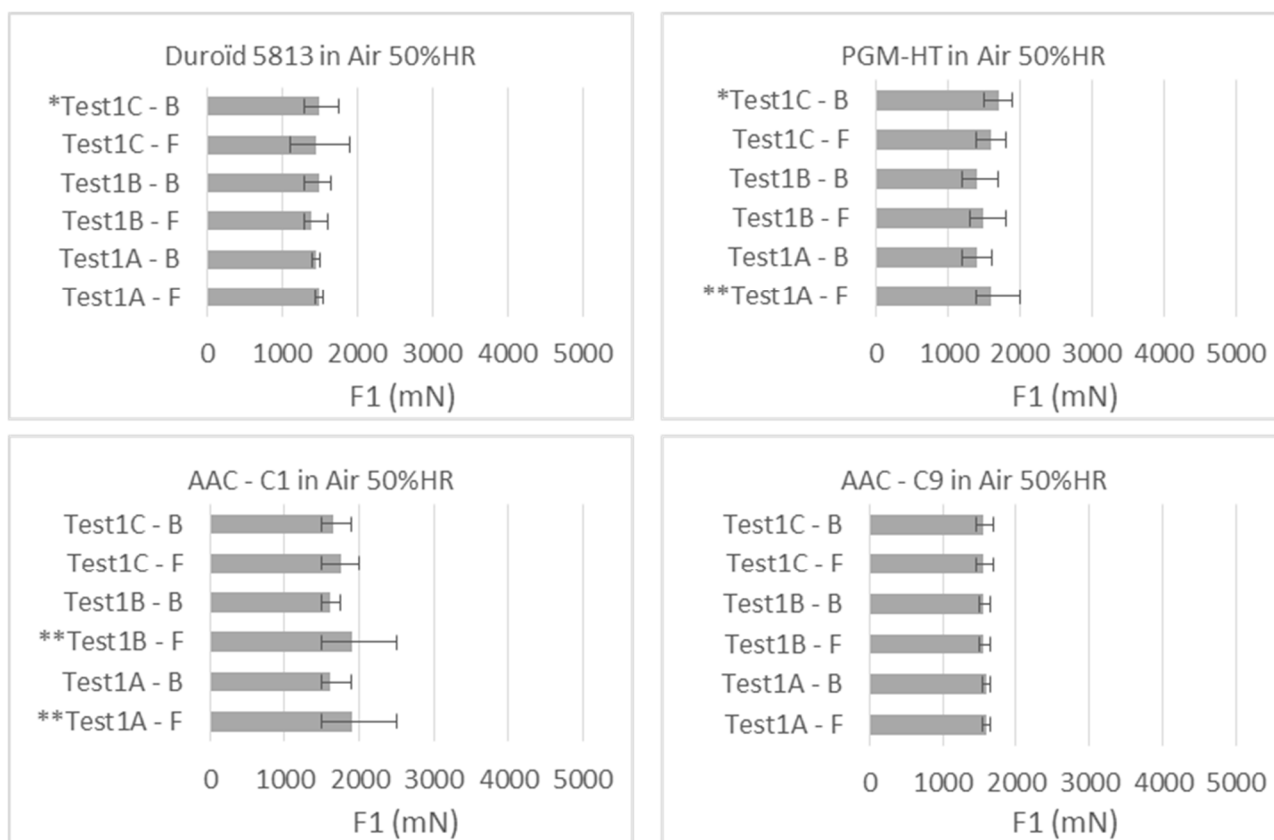 Duroïd 5813 in Air 50%HR
*Test1C - B
Test1C - F
Test1B - B
Test1B - F
Test1A - B
Test1A - F
0 1000 2000 3000 4000 5000
F1 (mN)
PGM-HT in Air 50%HR
*Test1C - B
Test1C - F
Test1B - B
Test1B - F
Test1A - B
**Test1A - F
0 1000 2000 3000 4000 5000
F1 (mN)
AAC - C1 in Air 50%HR
Test1C - B
Test1C - F
Test1B - B
**Test1B - F
Test1A - B
**Test1A - F
0 1000 2000 3000 4000 5000
F1 (mN)
AAC - C9 in Air 50%HR
Test1C - B
Test1C - F
Test1B - B
Test1B - F
Test1A - B
Test1A - F
0 1000 2000 3000 4000 5000
F1 (mN)